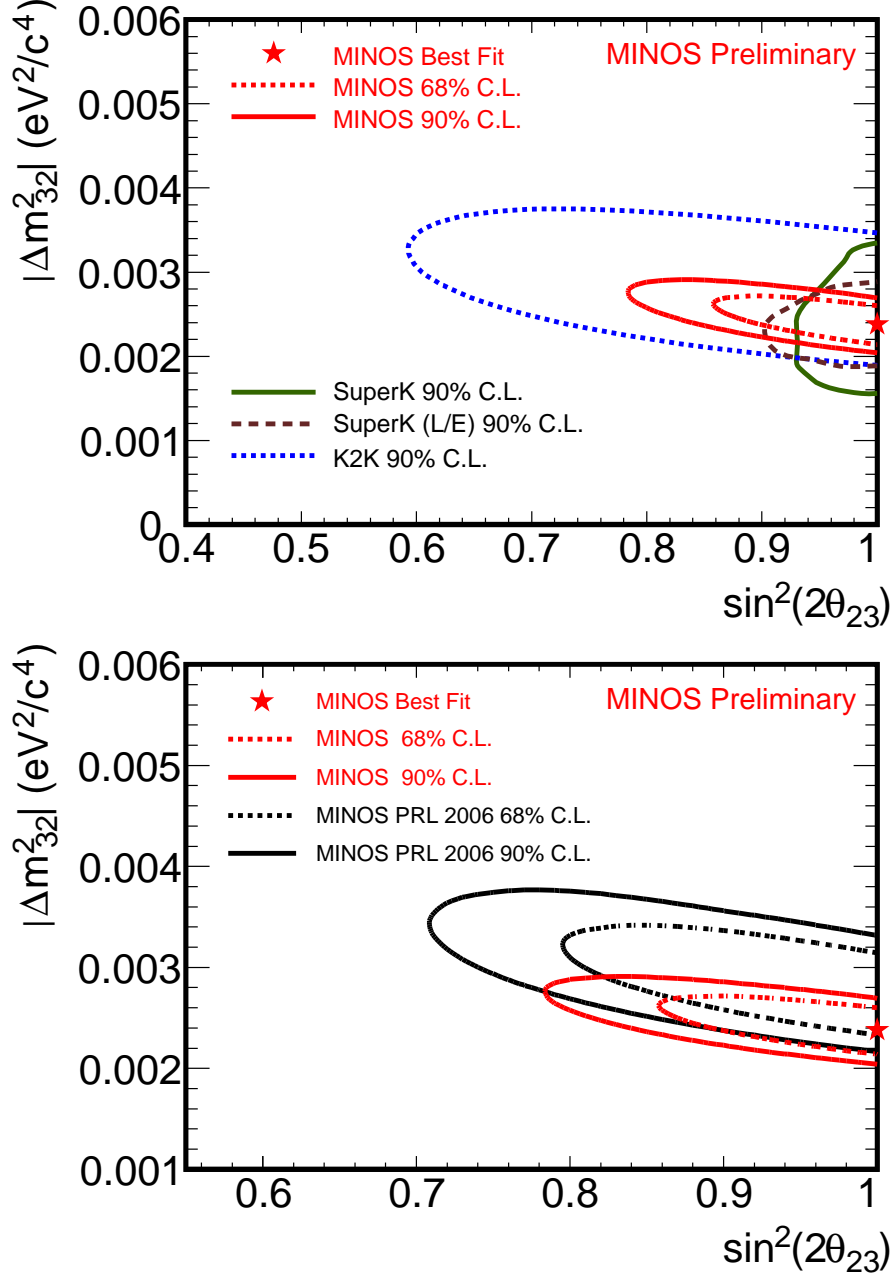 MINOS Best Fit
MINOS Preliminary
MINOS 68% C.L.
MINOS 90% C.L.
SuperK 90% C.L.
SuperK (L/E) 90% C.L.
K2K 90% C.L.
|Δm²₃₂| (eV²/c⁴)
0.006
0.005
0.004
0.003
0.002
0.001
0
0.4 0.5 0.6 0.7 0.8 0.9 1
sin²(2θ₂₃)
MINOS Best Fit
MINOS Preliminary
MINOS 68% C.L.
MINOS 90% C.L.
MINOS PRL 2006 68% C.L.
MINOS PRL 2006 90% C.L.
|Δm²₃₂| (eV²/c⁴)
0.006
0.005
0.004
0.003
0.002
0.001
0.6 0.7 0.8 0.9 1
sin²(2θ₂₃)